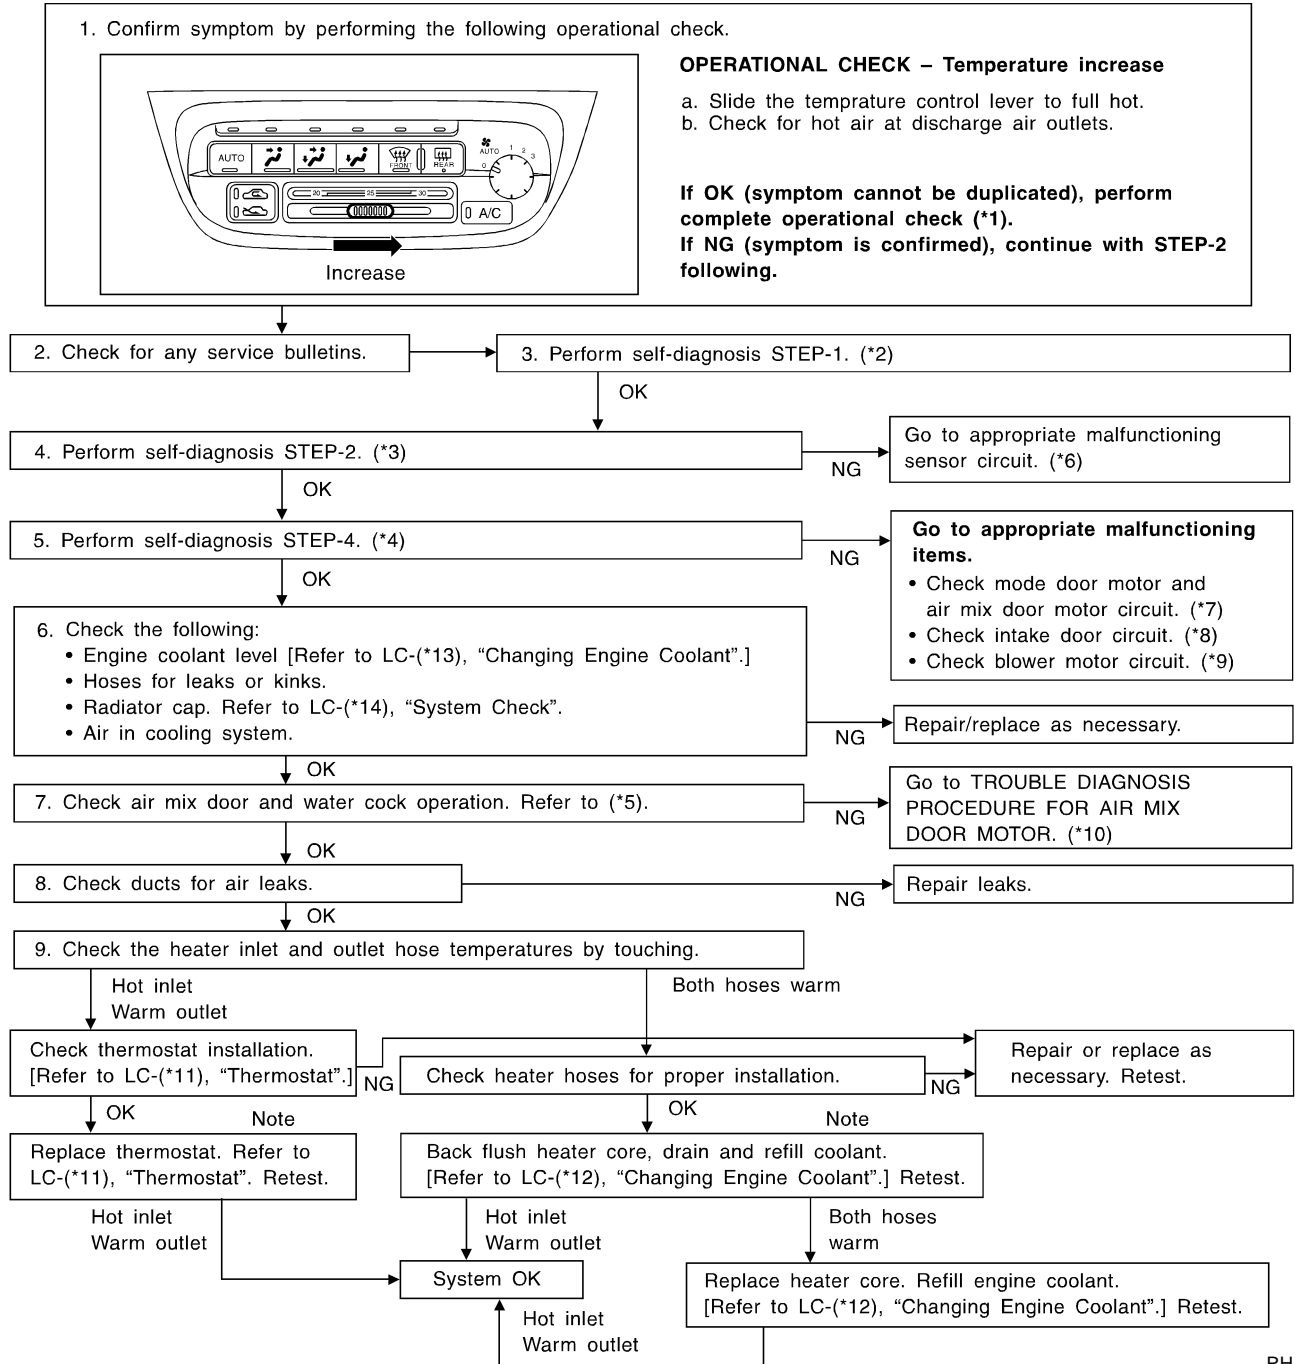 1. Confirm symptom by performing the following operational check.
OPERATIONAL CHECK – Temperature increase
a. Slide the temprature control lever to full hot.
b. Check for hot air at discharge air outlets.
If OK (symptom cannot be duplicated), perform
complete operational check (*1).
If NG (symptom is confirmed), continue with STEP-2
following.
AUTO
FRONT
REAR
AUTO
0
1
2
3
20
25
30
A/C
Increase
2. Check for any service bulletins.
3. Perform self-diagnosis STEP-1. (*2)
OK
4. Perform self-diagnosis STEP-2. (*3)
NG
Go to appropriate malfunctioning
sensor circuit. (*6)
OK
5. Perform self-diagnosis STEP-4. (*4)
NG
Go to appropriate malfunctioning
items.
• Check mode door motor and
air mix door motor circuit. (*7)
• Check intake door circuit. (*8)
• Check blower motor circuit. (*9)
OK
6. Check the following:
• Engine coolant level [Refer to LC-(*13), “Changing Engine Coolant”.]
• Hoses for leaks or kinks.
• Radiator cap. Refer to LC-(*14), “System Check”.
• Air in cooling system.
NG
Repair/replace as necessary.
OK
7. Check air mix door and water cock operation. Refer to (*5).
NG
Go to TROUBLE DIAGNOSIS
PROCEDURE FOR AIR MIX
DOOR MOTOR. (*10)
OK
8. Check ducts for air leaks.
NG
Repair leaks.
OK
9. Check the heater inlet and outlet hose temperatures by touching.
Hot inlet
Warm outlet
Both hoses warm
Check thermostat installation.
[Refer to LC-(*11), “Thermostat”.]
NG
Check heater hoses for proper installation.
NG
Repair or replace as
necessary. Retest.
OK
Note
OK
Note
Replace thermostat. Refer to
LC-(*11), “Thermostat”. Retest.
Back flush heater core, drain and refill coolant.
[Refer to LC-(*12), “Changing Engine Coolant”.] Retest.
Hot inlet
Warm outlet
Hot inlet
Warm outlet
Both hoses
warm
System OK
Replace heater core. Refill engine coolant.
[Refer to LC-(*12), “Changing Engine Coolant”.] Retest.
Hot inlet
Warm outlet